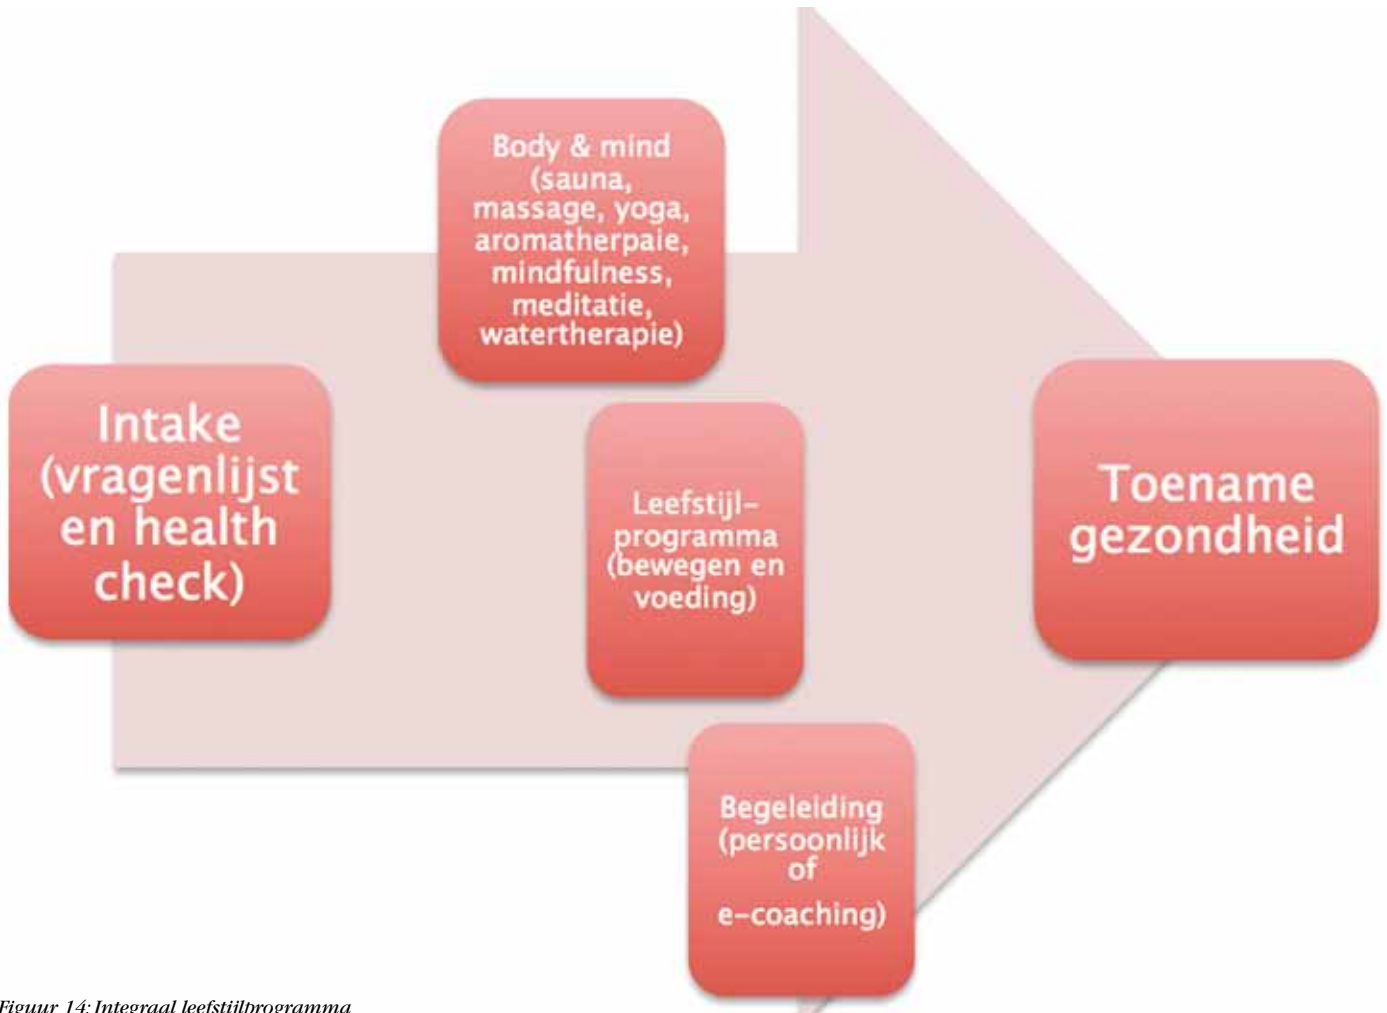 Body & mind
(sauna,
massage, yoga,
aromatherpaie,
mindfulness,
meditatie,
watertherapie)
Intake
(vragenlijst
en health
check)
Leefstijl-
programma
(bewegen en
voeding)
Toename
gezondheid
Begeleiding
(persoonlijk
of
e-coaching)
Figuur 14: Integraal leefstijlprogramma